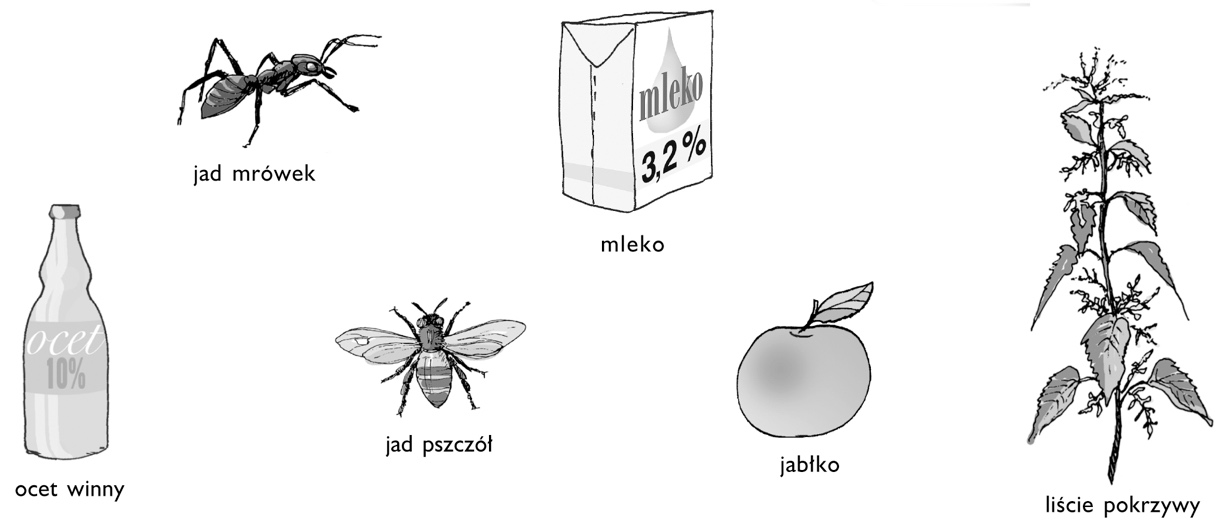 jad mrówek
mleko
3,2%
mleko
ocet
10%
ocet winny
jad pszczół
jabłko
liście pokrzywy